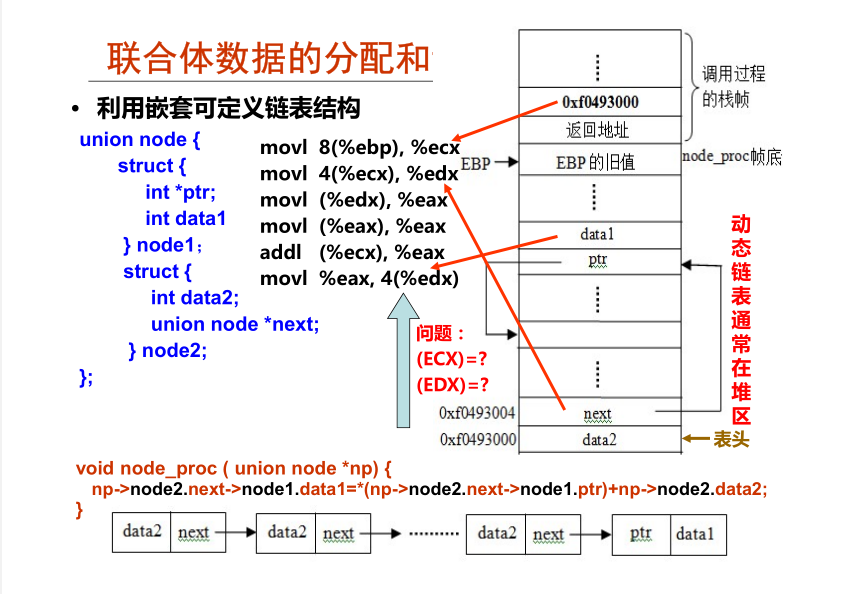 联合体数据的分配和
• 利用嵌套可定义链表结构
union node {
struct {
int *ptr;
int data1
} node1;
struct {
int data2;
union node *next;
} node2;
};
movl 8(%ebp), %ecx
movl 4(%ecx), %edx
movl (%edx), %eax
movl (%eax), %eax
addl (%ecx), %eax
movl %eax, 4(%edx)
问题：
(ECX)=?
(EDX)=?
0xf0493000
返回地址
EBP
EBP 的旧值
data1
ptr
next
data2
0xf0493004
0xf0493000
调用过程
的栈帧
node_proc帧底
动
态
链
表
通
常
在
堆
区
表头
void node_proc ( union node *np) {
np->node2.next->node1.data1=*(np->node2.next->node1.ptr)+np->node2.data2;
}
data2 next data2 next data2 next ptr data1